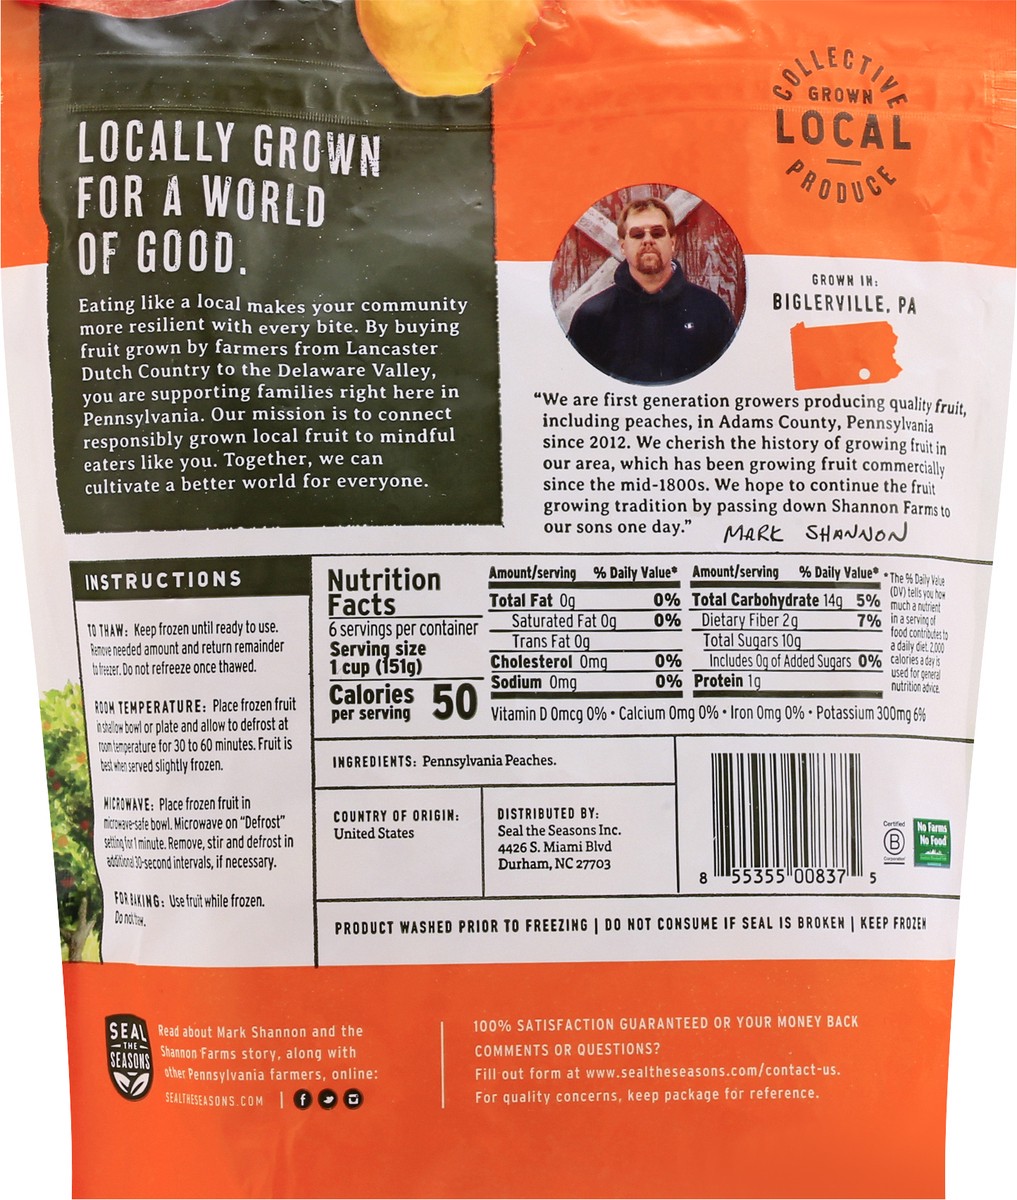 COLLECTIVE
GROWN
LOCAL
PRODUCE
LOCALLY GROWN
FOR A WORLD
OF GOOD.
Eating like a local makes your community
more resilient with every bite. By buying
fruit grown by farmers from Lancaster
Dutch Country to the Delaware Valley,
you are supporting families right here in
Pennsylvania. Our mission is to connect
responsibly grown local fruit to mindful
eaters like you. Together, we can
cultivate a better world for everyone.
GROWN IN:
BIGLERVILLE, PA
“We are first generation growers producing quality fruit,
including peaches, in Adams County, Pennsylvania
since 2012. We cherish the history of growing fruit in
our area, which has been growing fruit commercially
since the mid-1800s. We hope to continue the fruit
growing tradition by passing down Shannon Farms to
our sons one day.” MARK SHANNON
INSTRUCTIONS
TO THAW: Keep frozen until ready to use.
Remove needed amount and return remainder
to freezer. Do not refreeze once thawed.
ROOM TEMPERATURE: Place frozen fruit
in shallow bowl or plate and allow to defrost at
room temperature for 30 to 60 minutes. Fruit is
best when served slightly frozen.
MICROWAVE: Place frozen fruit in
microwave-safe bowl. Microwave on “Defrost”
setting for 1 minute. Remove, stir and defrost in
additional 30-second intervals, if necessary.
FOR BAKING: Use fruit while frozen.
Do not thaw.
Nutrition
Facts
6 servings per container
Serving size
1 cup (151g)
Calories
per serving 50
Amount/serving % Daily Value*
Total Fat 0g 0%
Saturated Fat 0g 0%
Trans Fat 0g
Cholesterol 0mg 0%
Sodium 0mg 0%
Amount/serving % Daily Value*
Total Carbohydrate 14g 5%
Dietary Fiber 2g 7%
Total Sugars 10g
Includes 0g of Added Sugars 0%
Protein 1g
Vitamin D 0mcg 0% • Calcium 0mg 0% • Iron 0mg 0% • Potassium 300mg 6%
*The % Daily Value
(DV) tells you how
much a nutrient
in a serving of
food contributes to
a daily diet. 2,000
calories a day is
used for general
nutrition advice.
INGREDIENTS: Pennsylvania Peaches.
COUNTRY OF ORIGIN:
United States
DISTRIBUTED BY:
Seal the Seasons Inc.
4426 S. Miami Blvd
Durham, NC 27703
8 55355 00837 5
Certified
B
Corporation
No Farms
No Food
PRODUCT WASHED PRIOR TO FREEZING | DO NOT CONSUME IF SEAL IS BROKEN | KEEP FROZEN
SEAL
THE
SEASONS
Read about Mark Shannon and the
Shannon Farms story, along with
other Pennsylvania farmers, online:
SEALTHESEASONS.COM
100% SATISFACTION GUARANTEED OR YOUR MONEY BACK
COMMENTS OR QUESTIONS?
Fill out form at www.sealtheseasons.com/contact-us.
For quality concerns, keep package for reference.